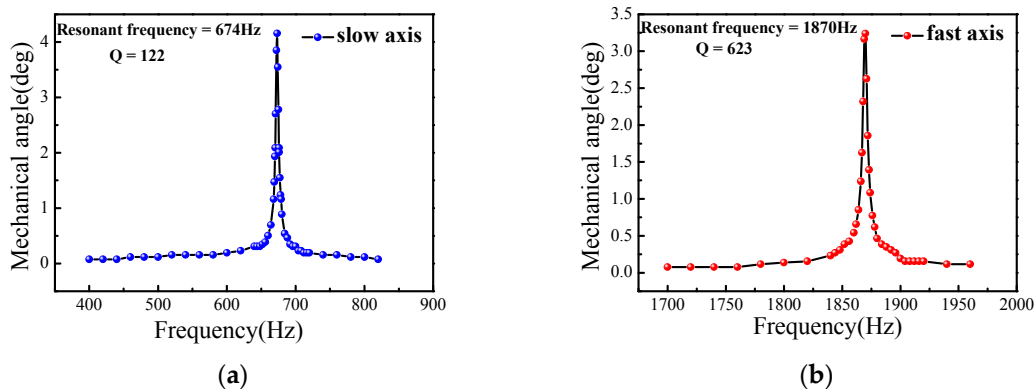 Resonant frequency = 674Hz
Q = 122
slow axis
Mechanical angle(deg)
4
3
2
1
0
400 500 600 700 800 900
Frequency(Hz)
(a)
Resonant frequency = 1870Hz
Q = 623
fast axis
Mechanical angle(deg)
3.5
3.0
2.5
2.0
1.5
1.0
0.5
0.0
1700 1750 1800 1850 1900 1950 2000
Frequency(Hz)
(b)